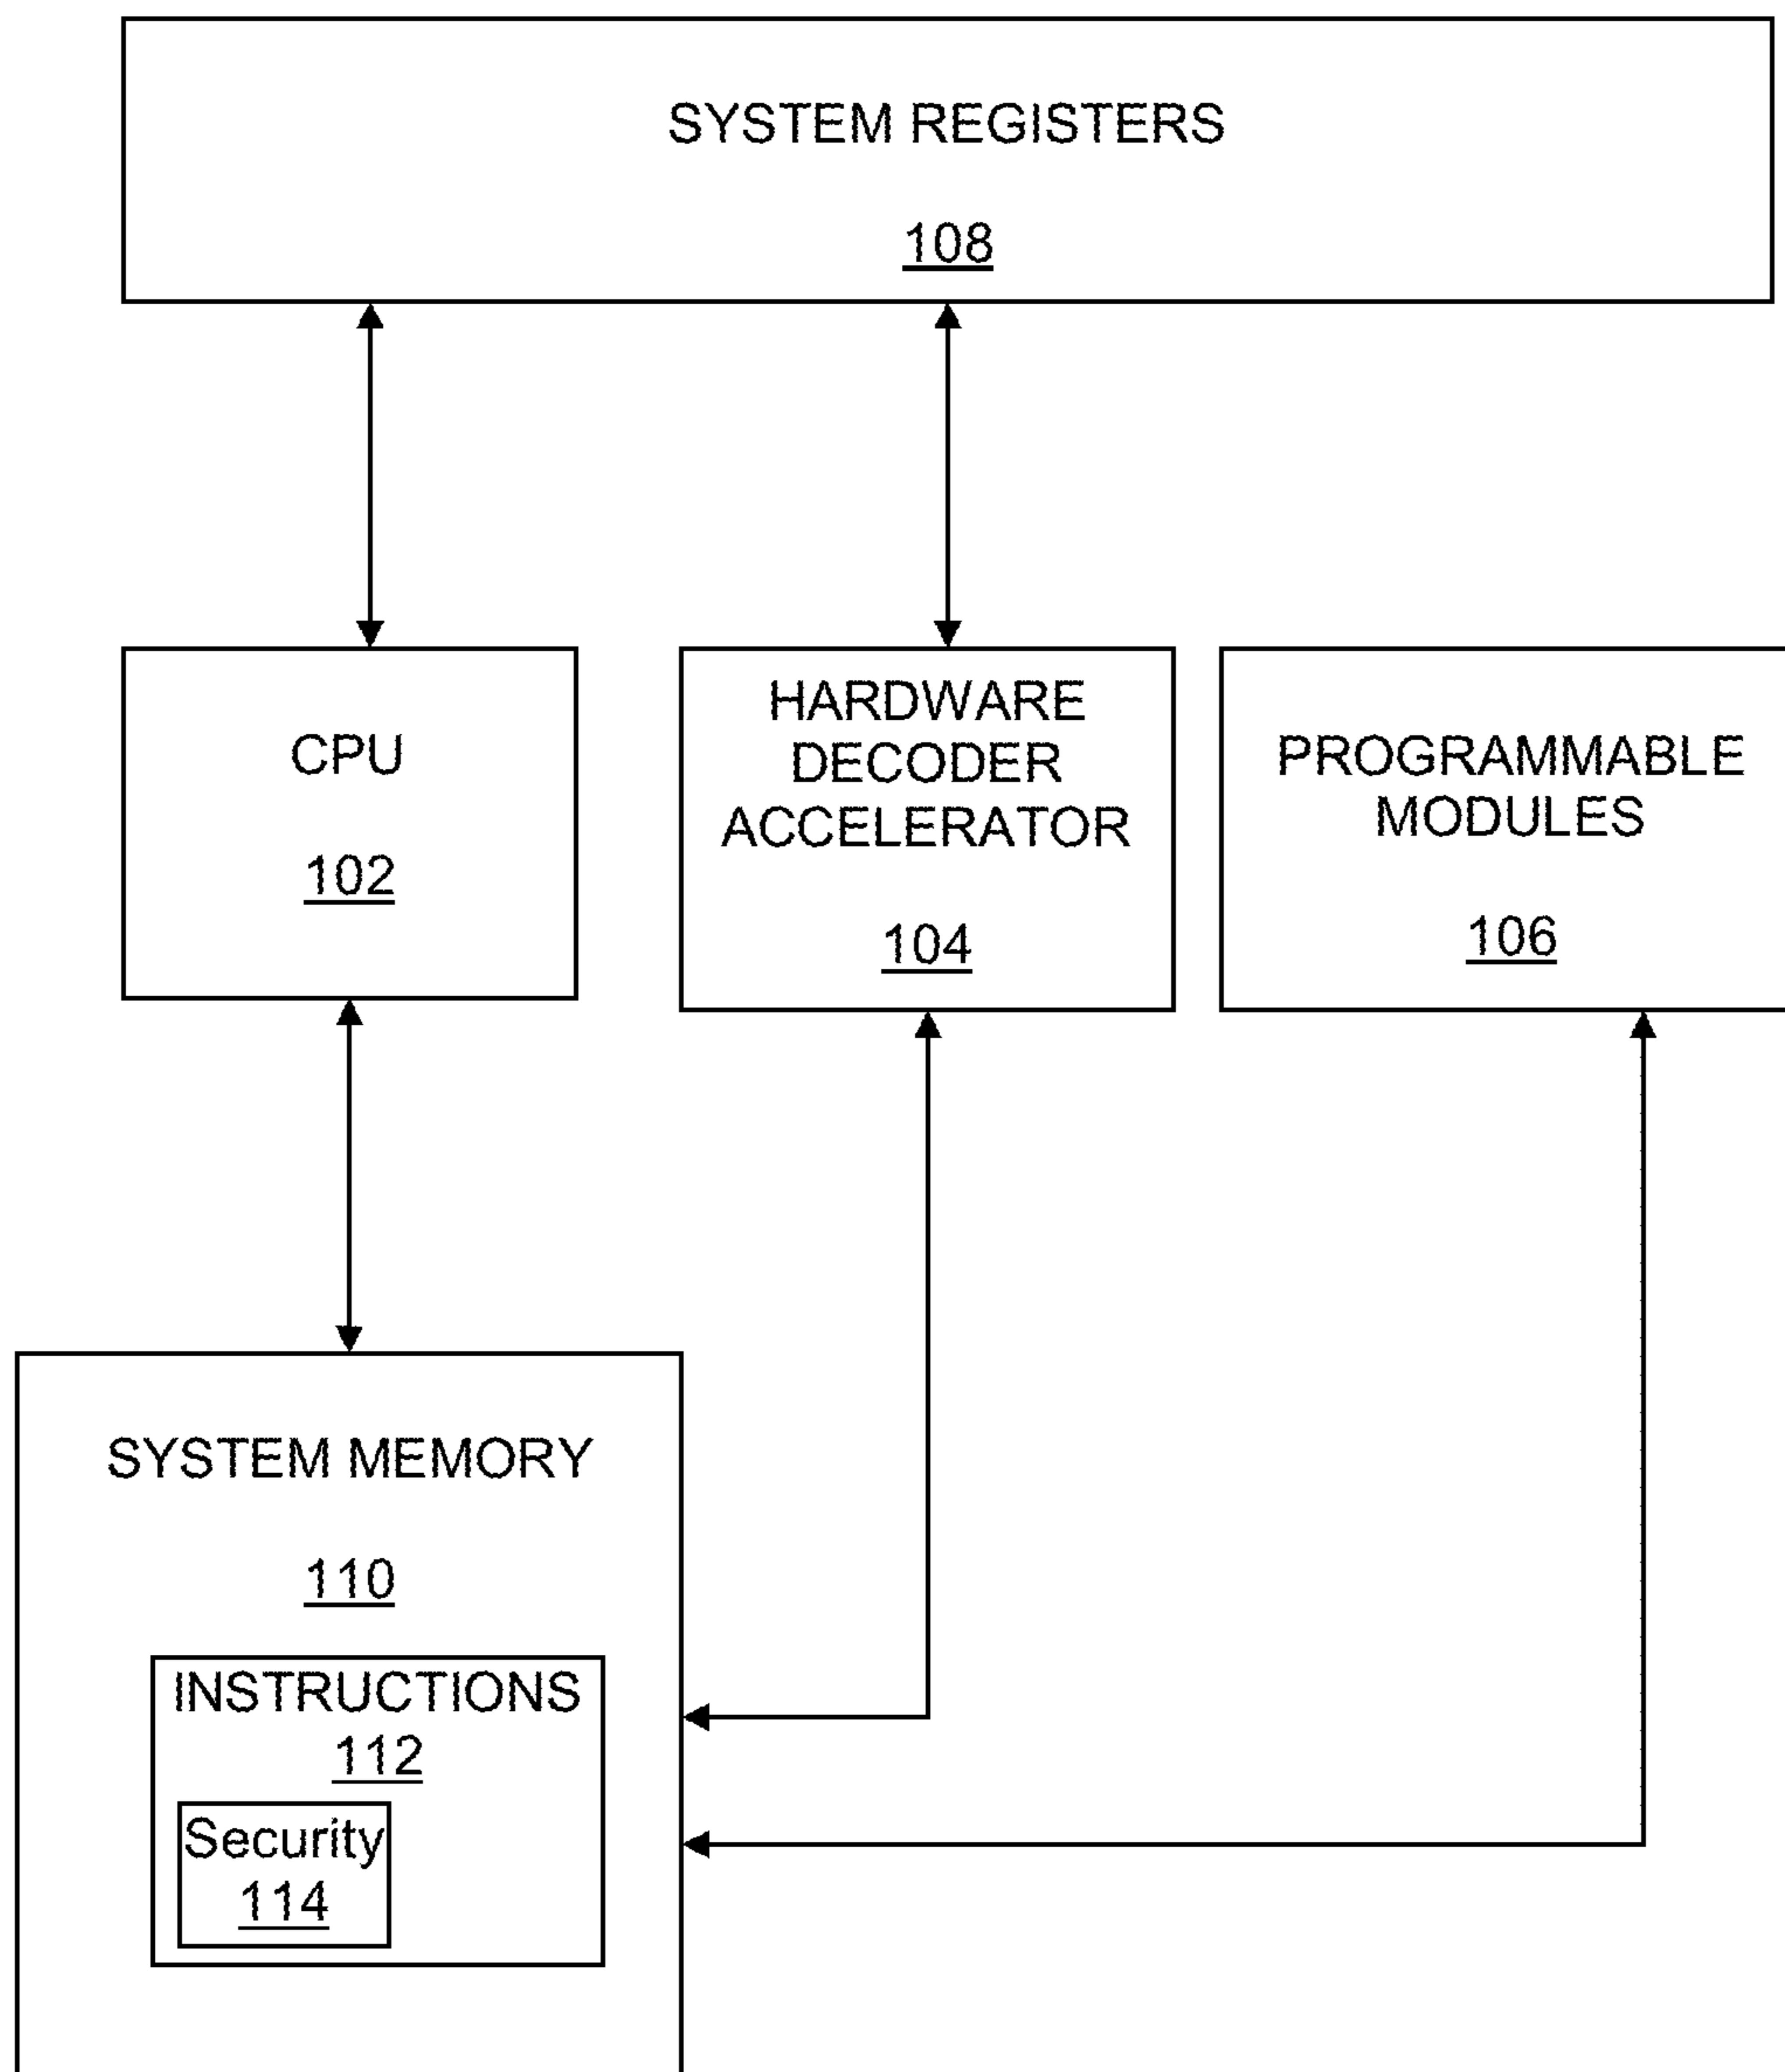 SYSTEM REGISTERS
108
CPU
102
HARDWARE
DECODER
ACCELERATOR
104
PROGRAMMABLE
MODULES
106
SYSTEM MEMORY
110
INSTRUCTIONS
112
Security
114